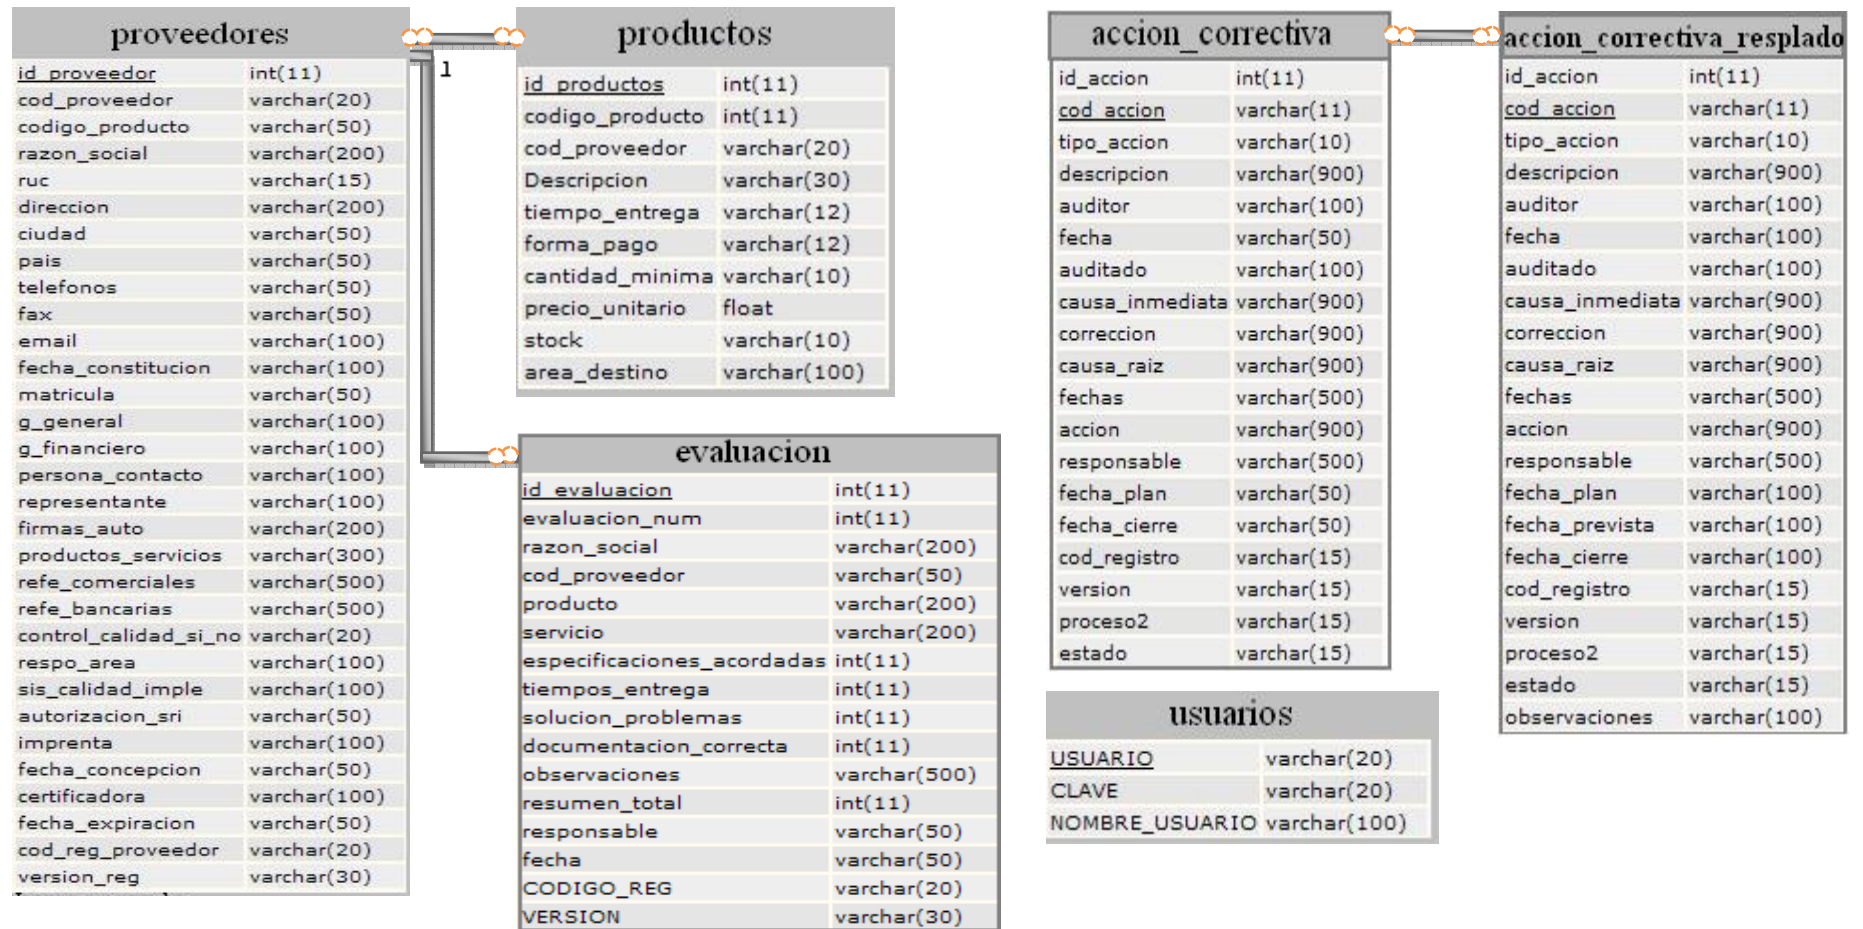 proveedores
id_proveedor int(11)
cod_proveedor varchar(20)
codigo_producto varchar(50)
razon_social varchar(200)
ruc varchar(15)
direccion varchar(200)
ciudad varchar(50)
pais varchar(50)
telefonos varchar(50)
fax varchar(50)
email varchar(100)
fecha_constitucion varchar(100)
matricula varchar(50)
g_general varchar(100)
g_financiero varchar(100)
persona_contacto varchar(100)
representante varchar(100)
firmas_auto varchar(200)
productos_servicios varchar(300)
refe_comerciales varchar(500)
refe_bancarias varchar(500)
control_calidad_si_no varchar(20)
respo_area varchar(100)
sis_calidad_imple varchar(100)
autorizacion_sri varchar(50)
imprenta varchar(100)
fecha_concepcion varchar(50)
certificadora varchar(100)
fecha_expiracion varchar(50)
cod_reg_proveedor varchar(20)
version_reg varchar(30)
1
productos
id_productos int(11)
codigo_producto int(11)
cod_proveedor varchar(20)
Descripcion varchar(30)
tiempo_entrega varchar(12)
forma_pago varchar(12)
cantidad_minima varchar(10)
precio_unitario float
stock varchar(10)
area_destino varchar(100)
evaluacion
id_evaluacion int(11)
evaluacion_num int(11)
razon_social varchar(200)
cod_proveedor varchar(50)
producto varchar(200)
servicio varchar(200)
especificaciones_acordadas int(11)
tiempos_entrega int(11)
solucion_problemas int(11)
documentacion_correcta int(11)
observaciones varchar(500)
resumen_total int(11)
responsable varchar(50)
fecha varchar(50)
CODIGO_REG varchar(20)
VERSION varchar(30)
accion_correctiva
id_accion int(11)
cod_accion varchar(11)
tipo_accion varchar(10)
descripcion varchar(900)
auditor varchar(100)
fecha varchar(50)
auditado varchar(100)
causa_inmediata varchar(900)
correccion varchar(900)
causa_raiz varchar(900)
fechas varchar(500)
accion varchar(900)
responsable varchar(500)
fecha_plan varchar(50)
fecha_cierre varchar(50)
cod_registro varchar(15)
version varchar(15)
proceso2 varchar(15)
estado varchar(15)
usuarios
USUARIO varchar(20)
CLAVE varchar(20)
NOMBRE_USUARIO varchar(100)
accion_correctiva_resplado
id_accion int(11)
cod_accion varchar(11)
tipo_accion varchar(10)
descripcion varchar(900)
auditor varchar(100)
fecha varchar(100)
auditado varchar(100)
causa_inmediata varchar(900)
correccion varchar(900)
causa_raiz varchar(900)
fechas varchar(500)
accion varchar(900)
responsable varchar(500)
fecha_plan varchar(100)
fecha_prevista varchar(100)
fecha_cierre varchar(100)
cod_registro varchar(15)
version varchar(15)
proceso2 varchar(15)
estado varchar(15)
observaciones varchar(100)